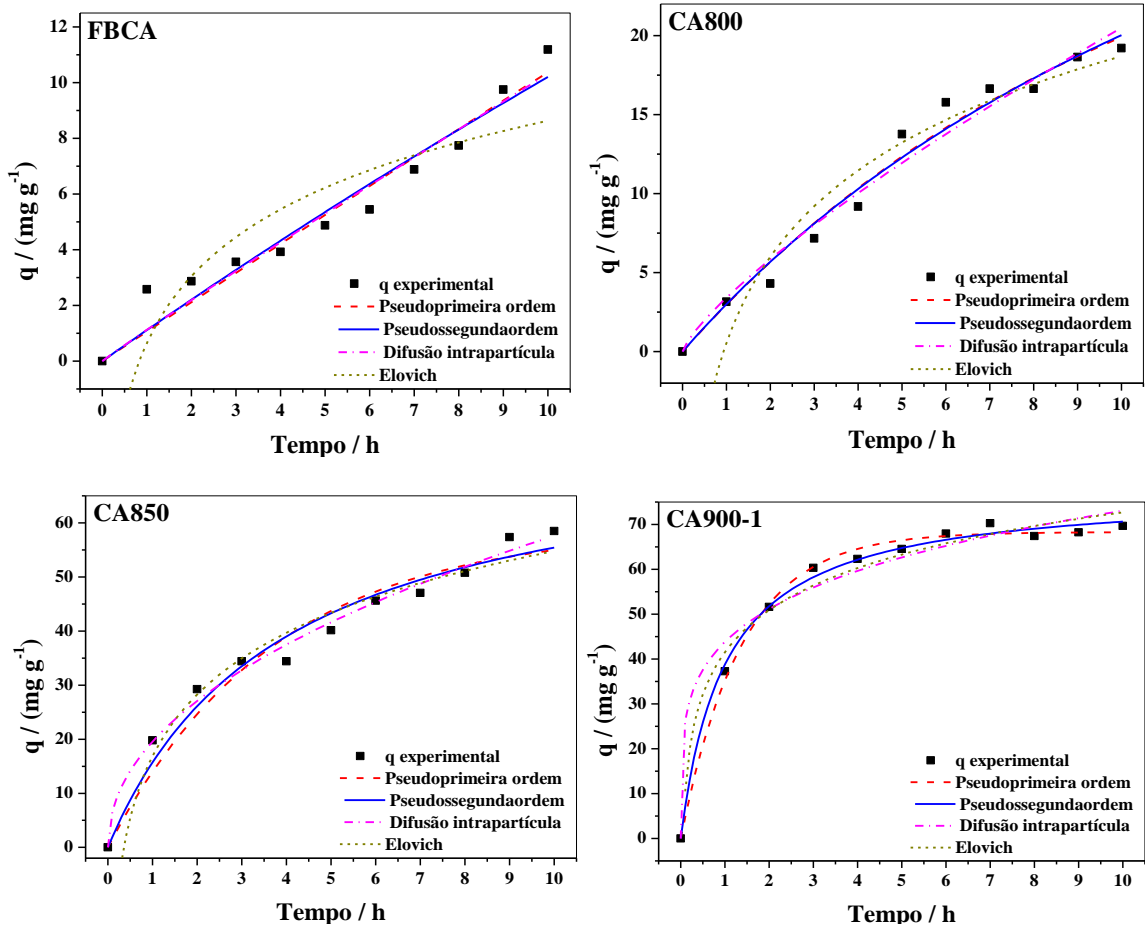 FBCA
q / (mg g⁻¹)
12
10
8
6
4
2
0
q experimental
Pseudoprimeira ordem
Pseudossegundaordem
Difusão intrapartícula
Elovich
0 1 2 3 4 5 6 7 8 9 10
Tempo / h
CA800
q / (mg g⁻¹)
20
15
10
5
0
q experimental
Pseudoprimeira ordem
Pseudossegundaordem
Difusão intrapartícula
Elovich
0 1 2 3 4 5 6 7 8 9 10
Tempo / h
CA850
q / (mg g⁻¹)
60
50
40
30
20
10
0
q experimental
Pseudoprimeira ordem
Pseudossegundaordem
Difusão intrapartícula
Elovich
0 1 2 3 4 5 6 7 8 9 10
Tempo / h
CA900-1
q / (mg g⁻¹)
70
60
50
40
30
20
10
0
q experimental
Pseudoprimeira ordem
Pseudossegundaordem
Difusão intrapartícula
Elovich
0 1 2 3 4 5 6 7 8 9 10
Tempo / h